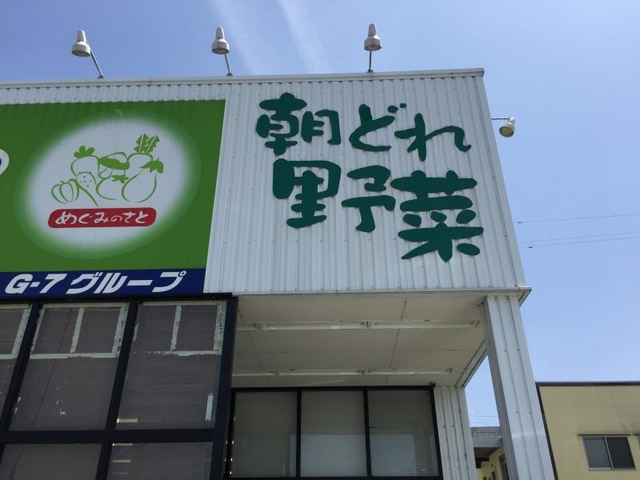 朝どれ
野菜
めぐみのさと
G-7 グループ